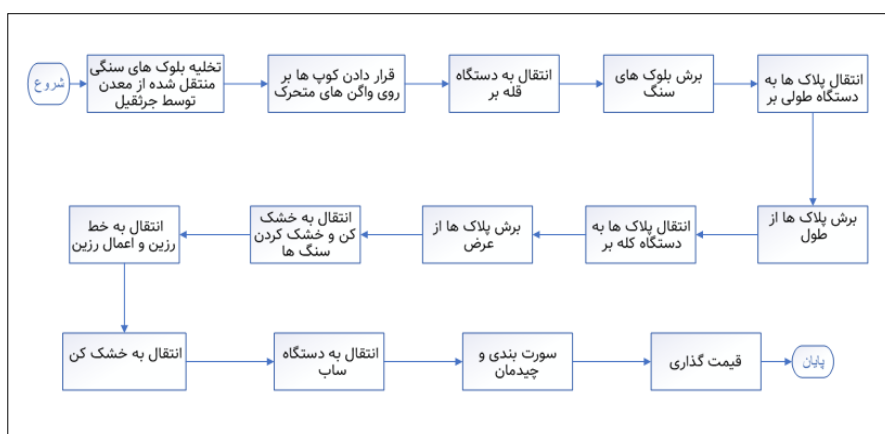 شروع
تخلیه بلوک های سنگی
منتقل شده از معدن
توسط جرثقیل
قرار دادن کوپ ها بر
روی واگن های متحرک
انتقال به دستگاه
قله بر
برش بلوک های
سنگ
انتقال پلاک ها به
دستگاه طولی بر
برش پلاک ها از
طول
انتقال پلاک ها به
دستگاه کله بر
برش پلاک ها از
عرض
انتقال به خشک
کن و خشک کردن
سنگ ها
انتقال به خط
رزین و اعمال رزین
انتقال به خشک کن
انتقال به دستگاه
ساب
سورت بندی و
چیدمان
قیمت گذاری
پایان